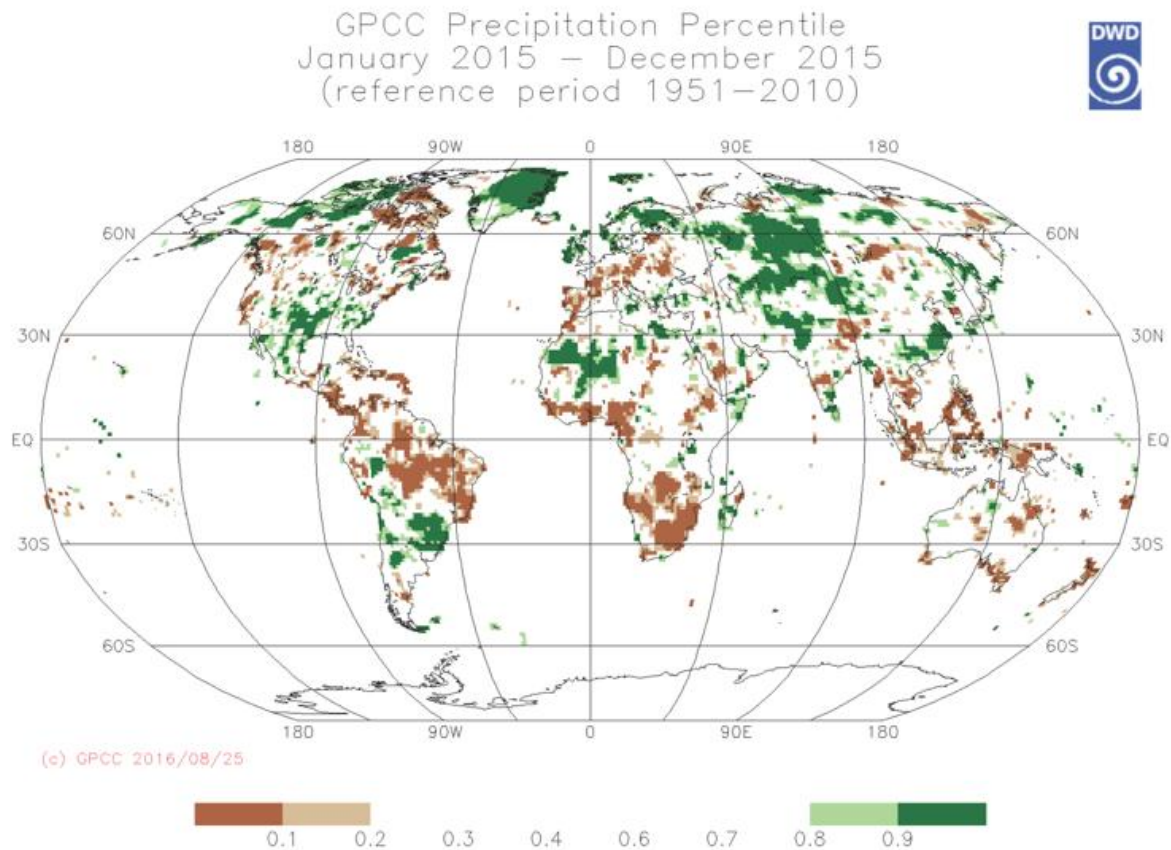 GPCC Precipitation Percentile
January 2015 – December 2015
(reference period 1951–2010)
DWD
180 90W 0 90E 180
60N 60N
30N 30N
EQ EQ
30S 30S
60S 60S
180 90W 0 90E 180
(c) GPCC 2016/08/25
0.1 0.2 0.3 0.4 0.6 0.7 0.8 0.9